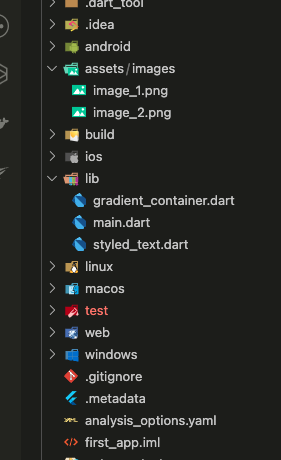 .dart_tool
.idea
android
assets/images
image_1.png
image_2.png
build
ios
lib
gradient_container.dart
main.dart
styled_text.dart
linux
macos
test
web
windows
.gitignore
.metadata
analysis_options.yaml
first_app.iml